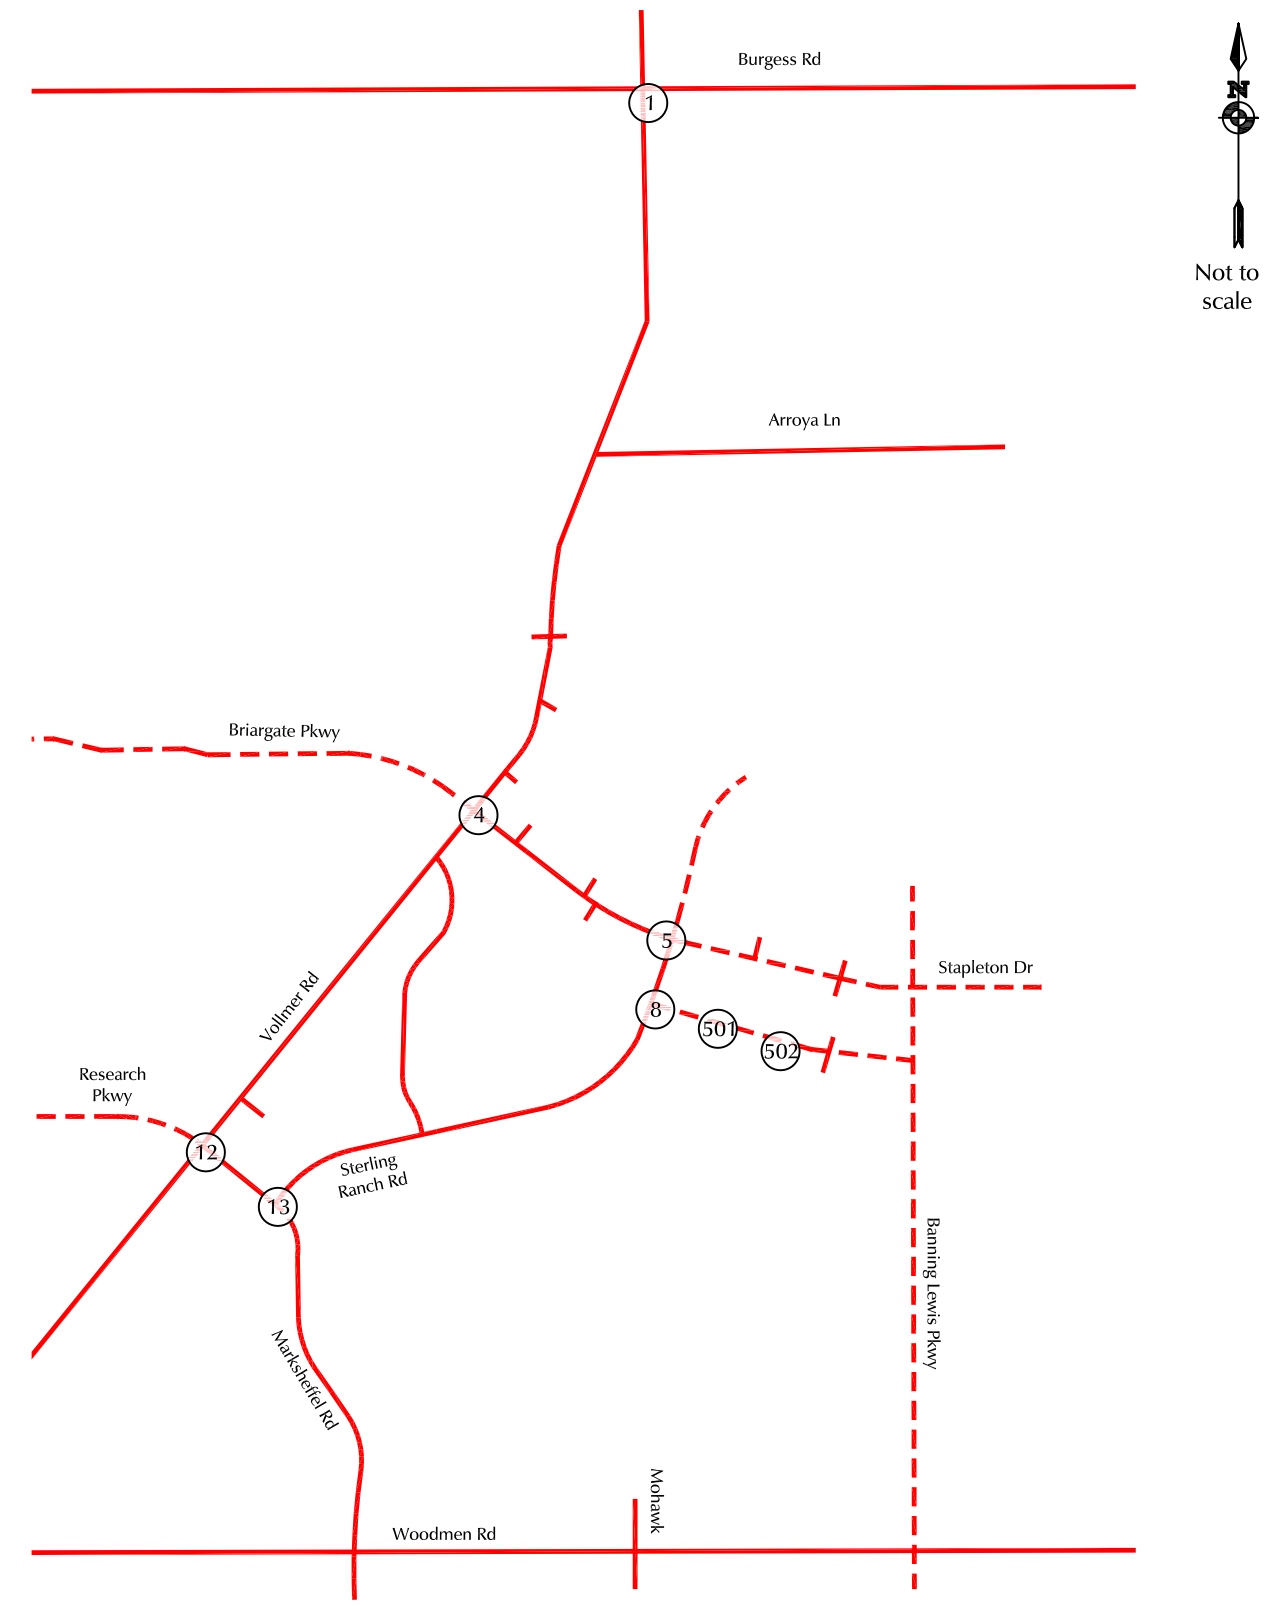 Burgess Rd
N
1
Not to
scale
Arroya Ln
Briargate Pkwy
4
5
Stapleton Dr
8
501
502
Vollmer Rd
Research
Pkwy
12
Sterling
Ranch Rd
13
Banning Lewis Pkwy
Marksheffel Rd
Mohawk
Woodmen Rd